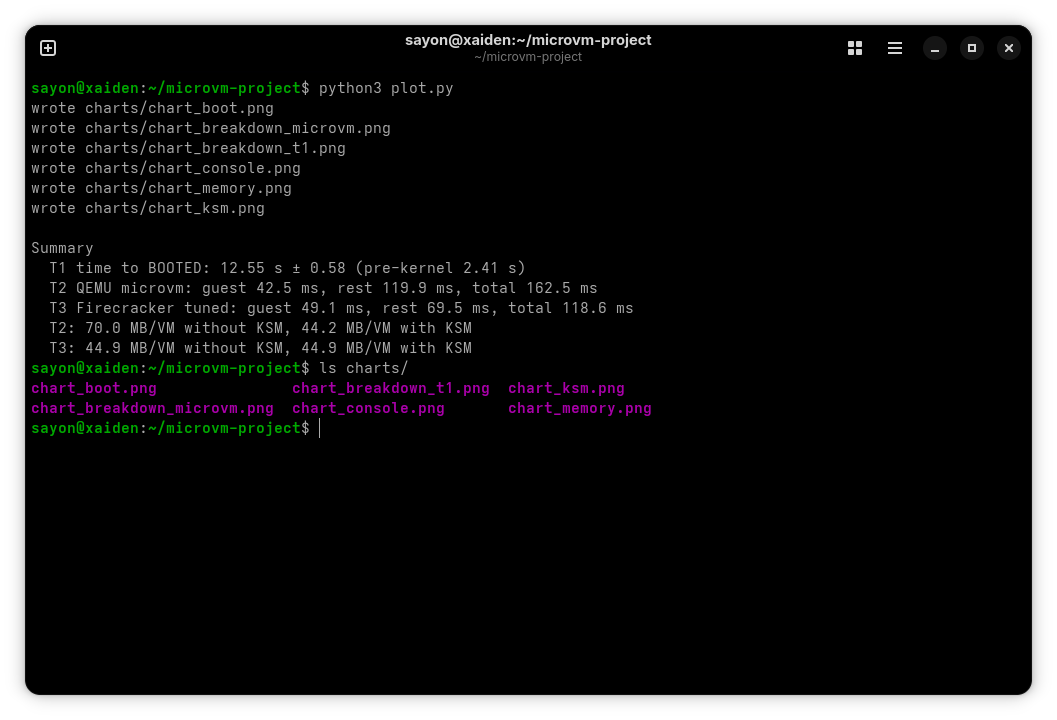 sayon@xaiden:~/microvm-project
~/microvm-project
sayon@xaiden:~/microvm-project$ python3 plot.py
wrote charts/chart_boot.png
wrote charts/chart_breakdown_microvm.png
wrote charts/chart_breakdown_t1.png
wrote charts/chart_console.png
wrote charts/chart_memory.png
wrote charts/chart_ksm.png

Summary
  T1 time to BOOTED: 12.55 s ± 0.58 (pre-kernel 2.41 s)
  T2 QEMU microvm: guest 42.5 ms, rest 119.9 ms, total 162.5 ms
  T3 Firecracker tuned: guest 49.1 ms, rest 69.5 ms, total 118.6 ms
  T2: 70.0 MB/VM without KSM, 44.2 MB/VM with KSM
  T3: 44.9 MB/VM without KSM, 44.9 MB/VM with KSM
sayon@xaiden:~/microvm-project$ ls charts/
chart_boot.png               chart_breakdown_t1.png  chart_ksm.png
chart_breakdown_microvm.png  chart_console.png       chart_memory.png
sayon@xaiden:~/microvm-project$